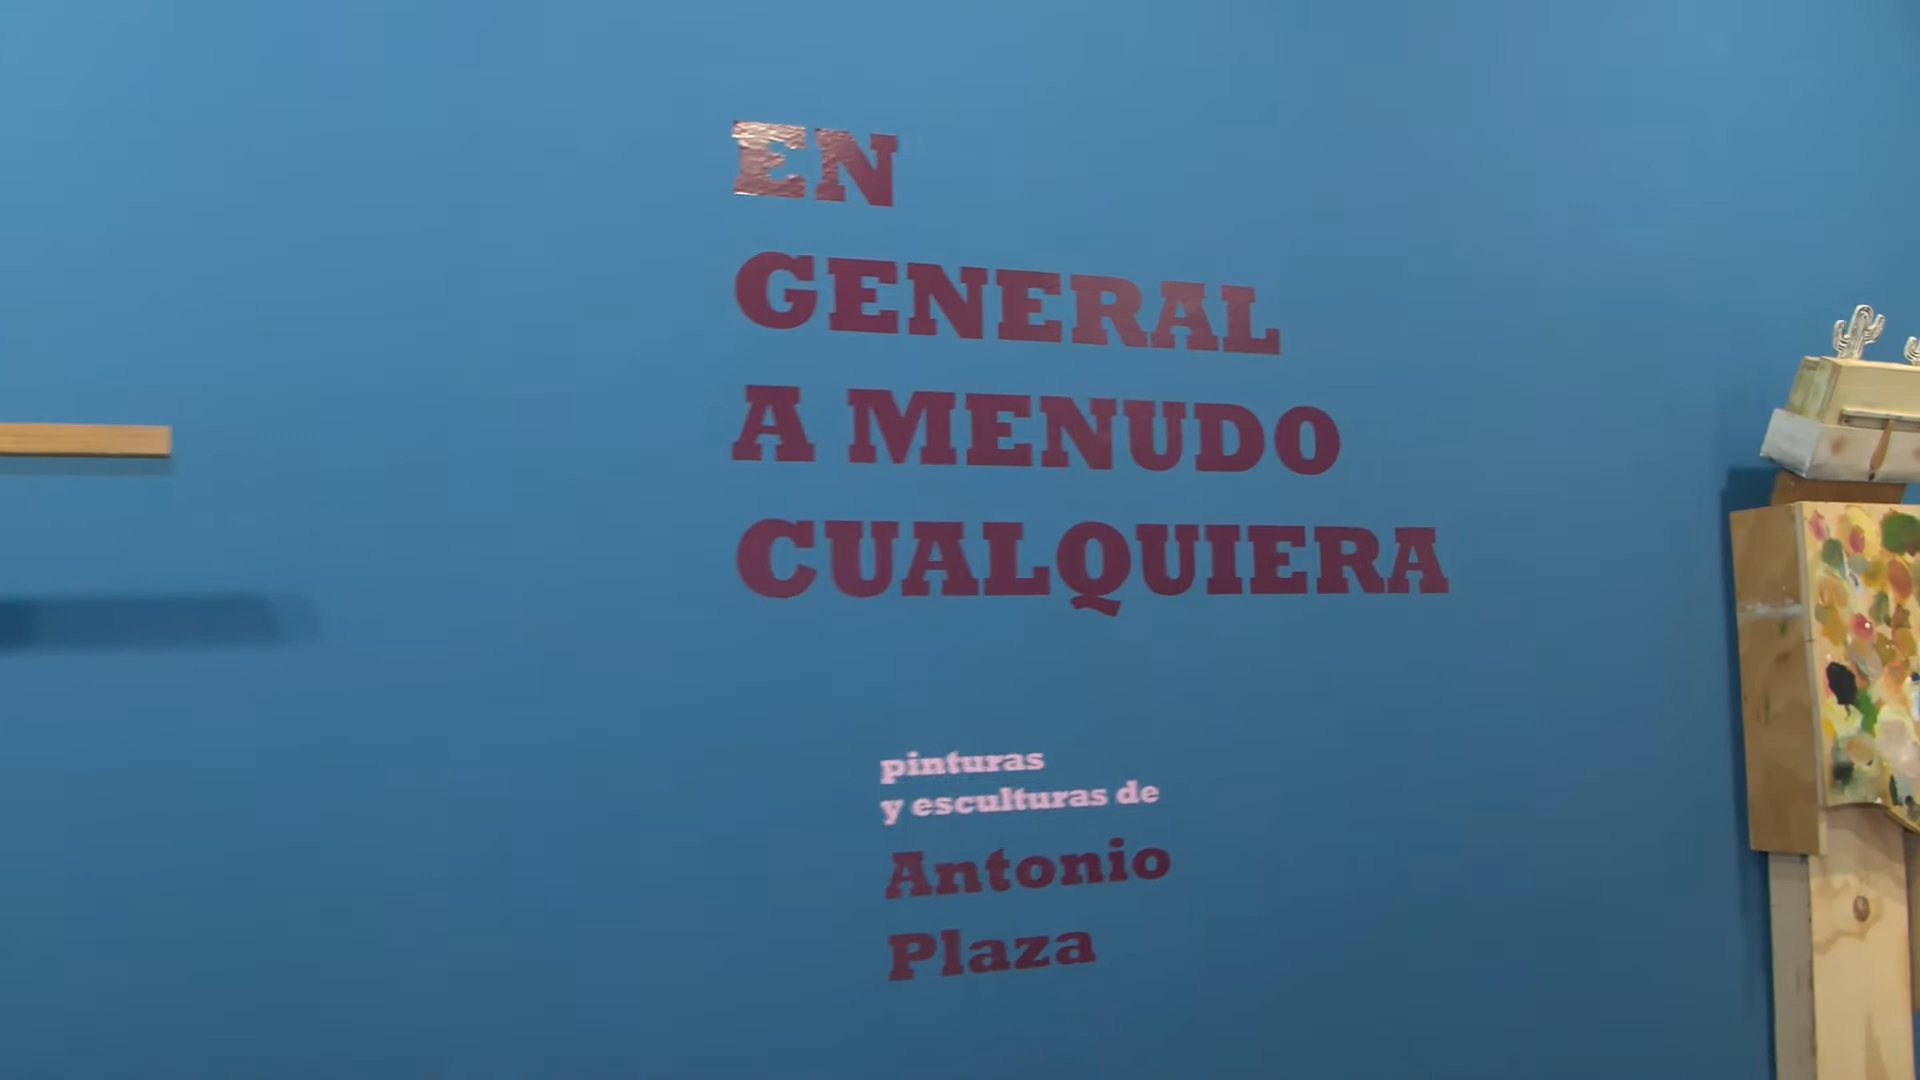 EN
GENERAL
A MENUDO
CUALQUIERA
pinturas
y esculturas de
Antonio
Plaza